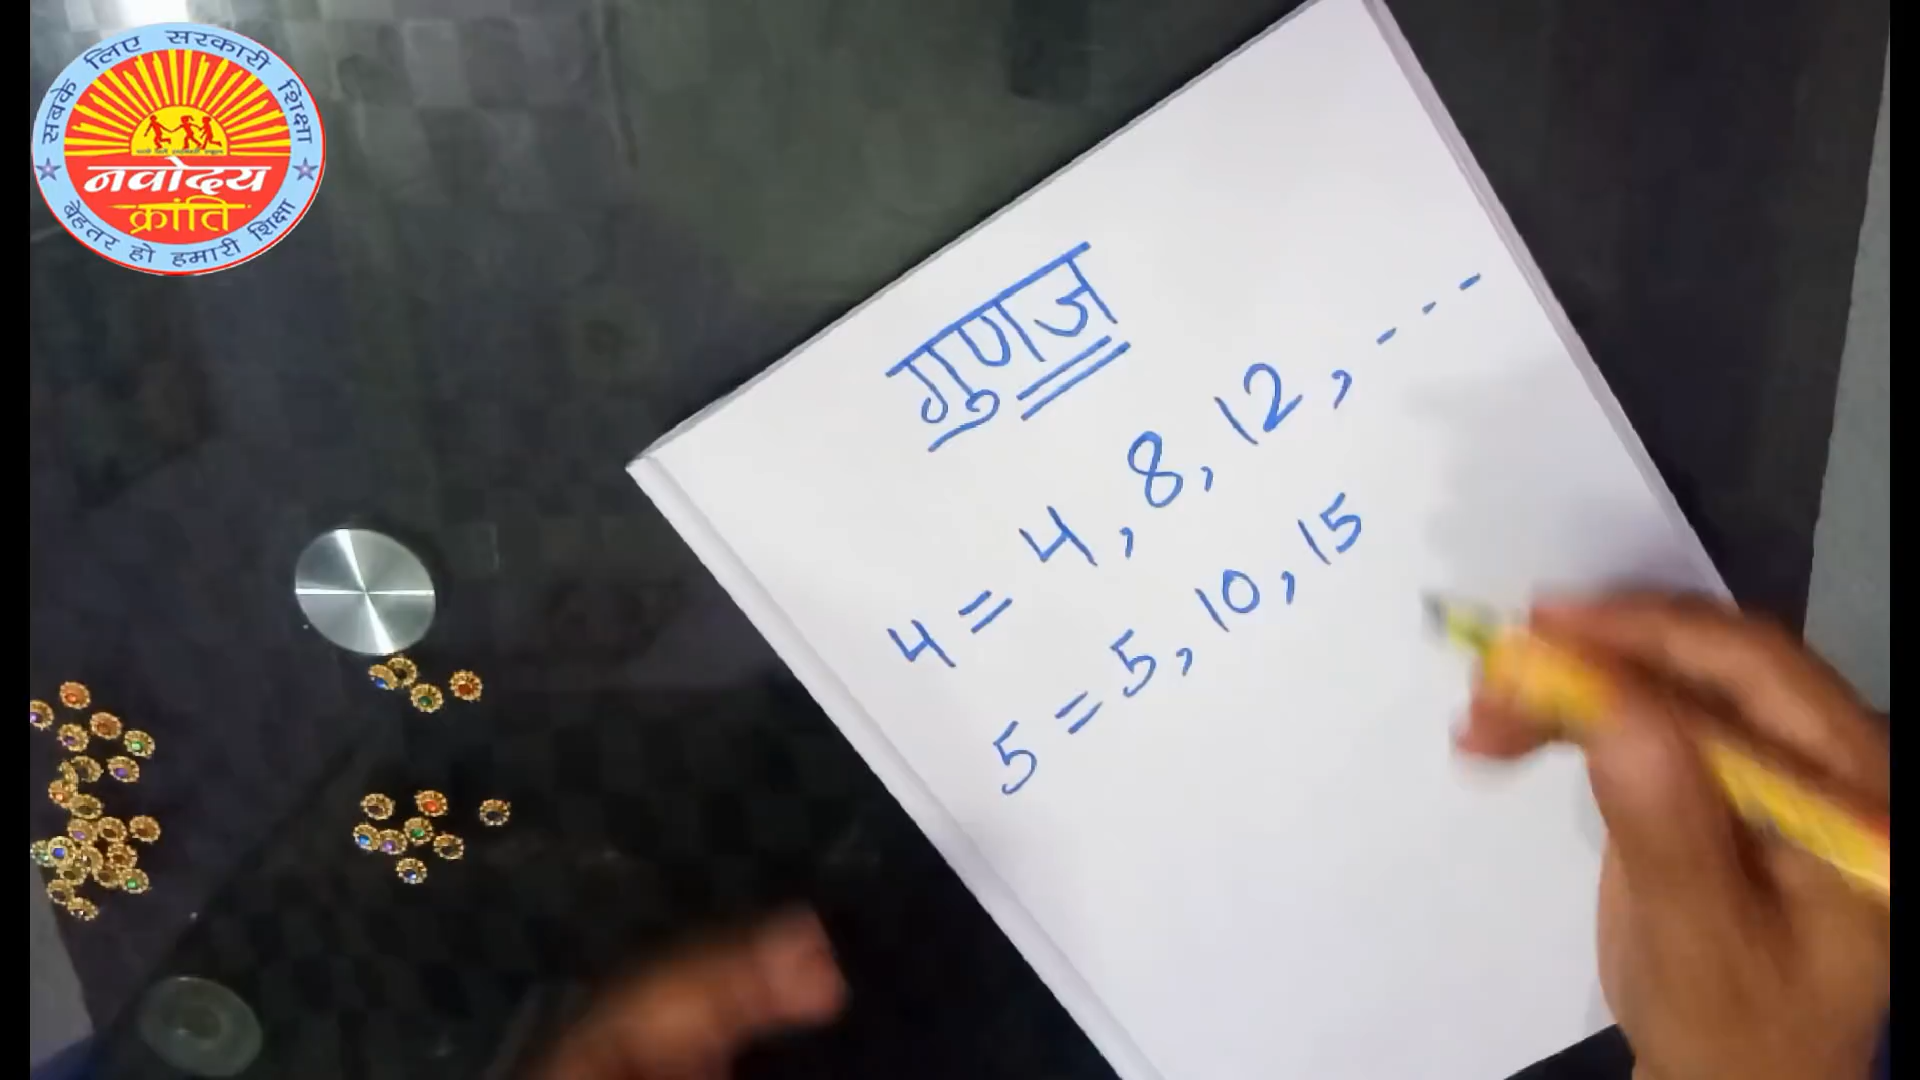 सबके लिए सरकारी शिक्षा
नवोदय
क्रांति
बेहतर हो हमारी शिक्षा
गुणज
4 = 4, 8, 12, - - -
5 = 5, 10, 15